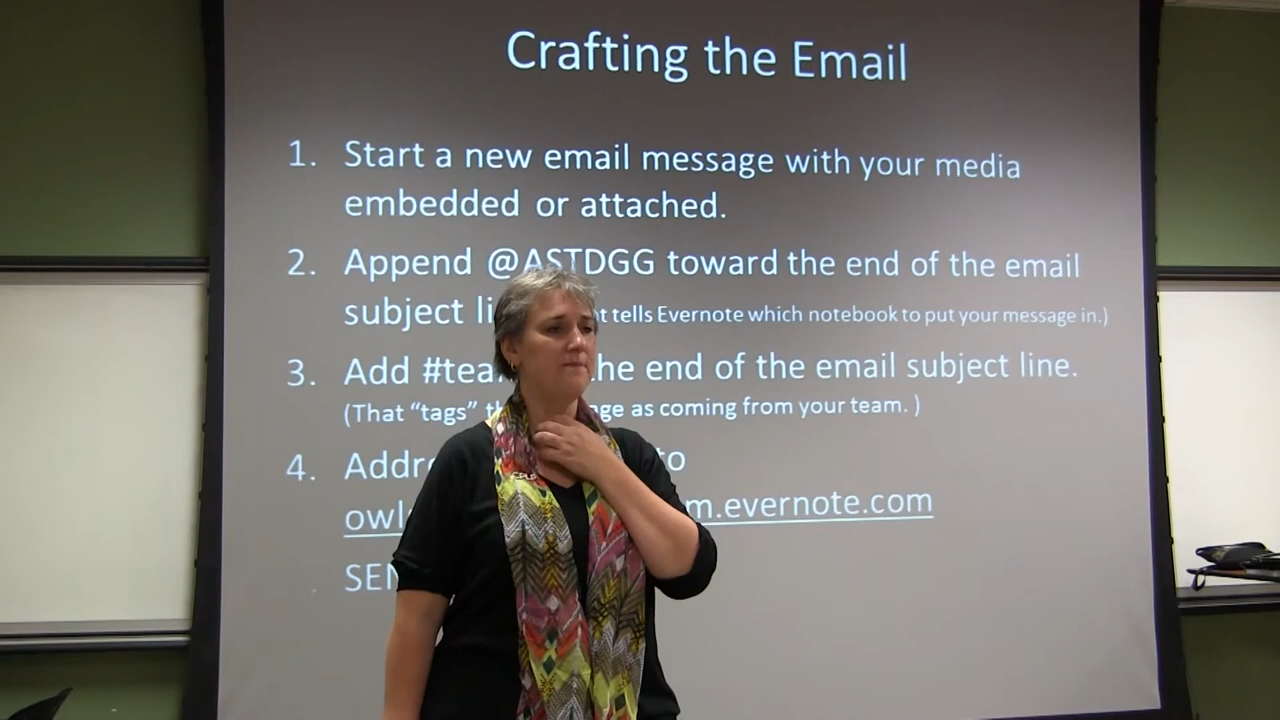 Crafting the Email
1. Start a new email message with your media
embedded or attached.
2. Append @ASTDGG toward the end of the email
subject tells Evernote which notebook to put your message in.)
3. Add the end of the email subject line.
(That “tags” as coming from your team. )
4. to
m.evernote.com